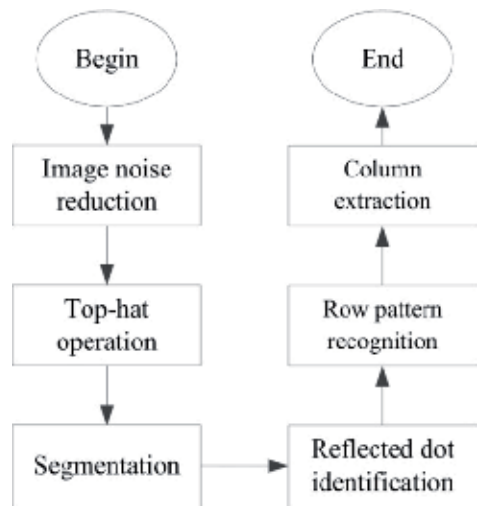 Begin
Image noise
reduction
Top-hat
operation
Segmentation
Reflected dot
identification
Row pattern
recognition
Column
extraction
End